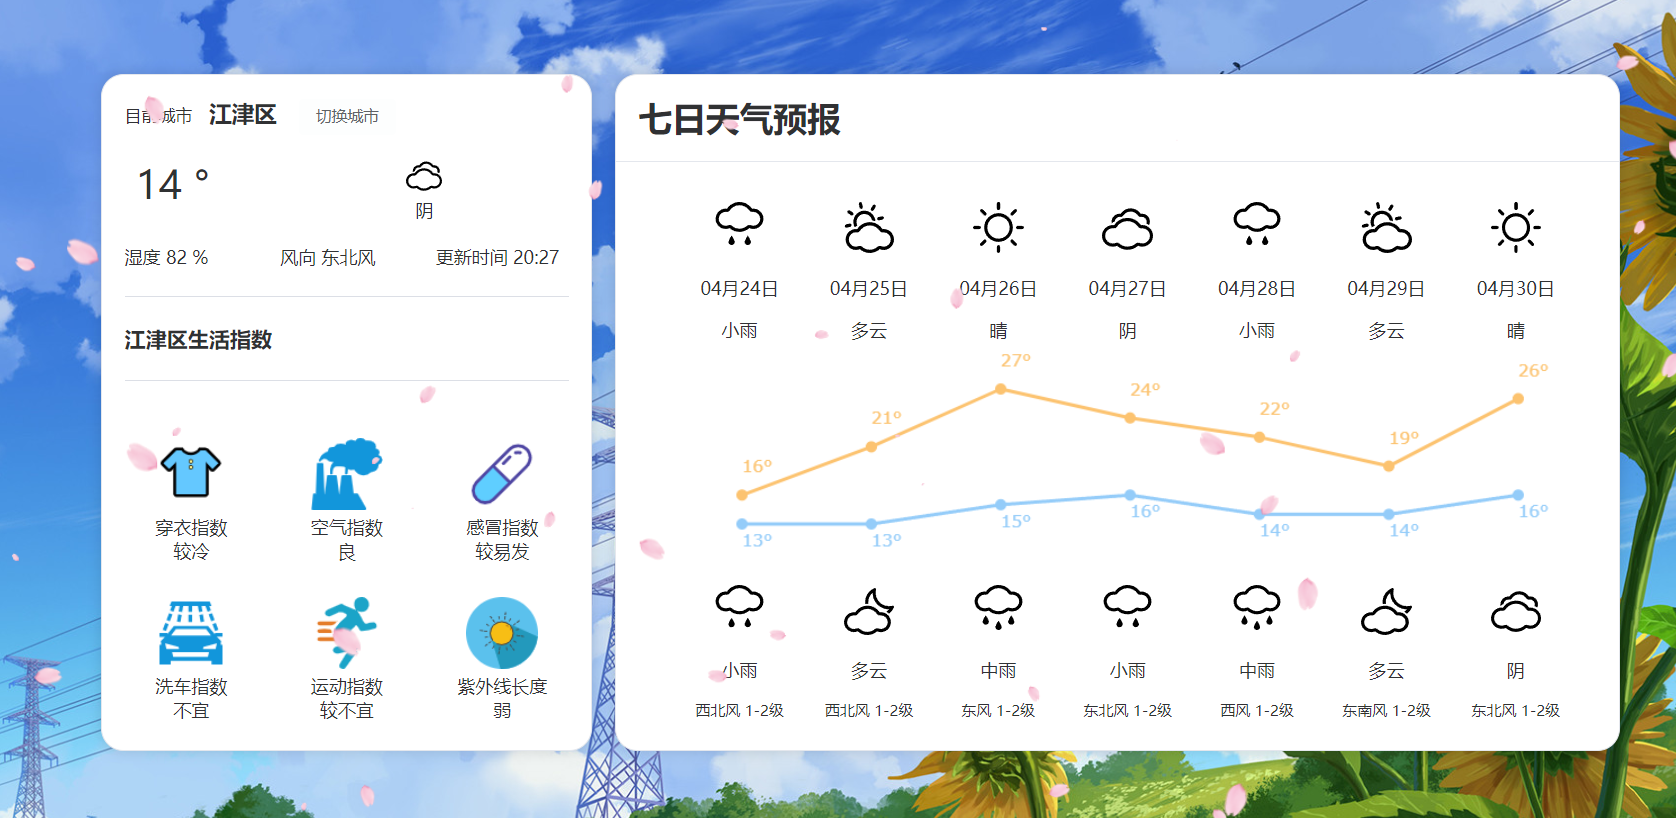 目前城市 江津区 切换城市
14 °
阴
湿度 82 % 风向 东北风 更新时间 20:27
江津区生活指数
穿衣指数 空气指数 感冒指数
较冷 良 较易发
洗车指数 运动指数 紫外线长度
不宜 较不宜 弱
七日天气预报
04月24日 04月25日 04月26日 04月27日 04月28日 04月29日 04月30日
小雨 多云 晴 阴 小雨 多云 晴
16° 21° 27° 24° 22° 19° 26°
13° 13° 15° 16° 14° 14° 16°
小雨 多云 中雨 小雨 中雨 多云 阴
西北风 1-2级 西北风 1-2级 东风 1-2级 东北风 1-2级 西风 1-2级 东南风 1-2级 东北风 1-2级